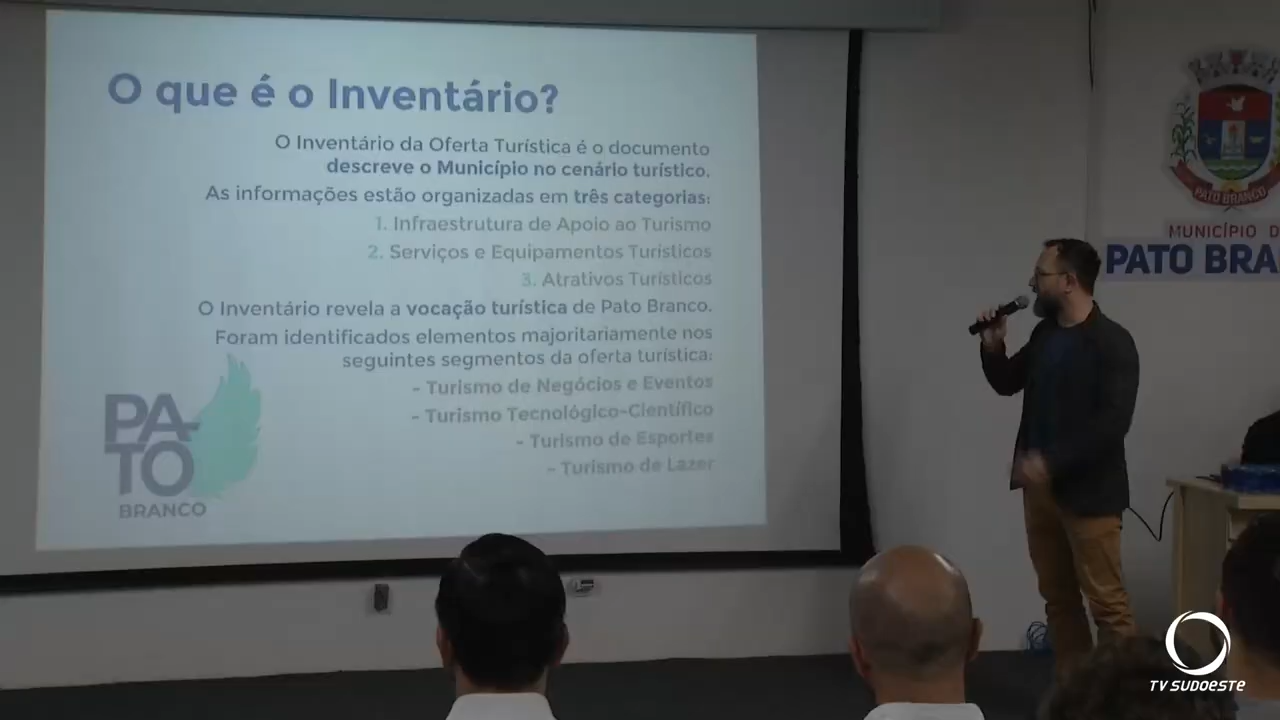 O que é o Inventário?
O Inventário da Oferta Turística é o documento
descreve o Município no cenário turístico.
As informações estão organizadas em três categorias:
1. Infraestrutura de Apoio ao Turismo
2. Serviços e Equipamentos Turísticos
3. Atrativos Turísticos
O Inventário revela a vocação turística de Pato Branco.
Foram identificados elementos majoritariamente nos
seguintes segmentos da oferta turística:
- Turismo de Negócios e Eventos
- Turismo Tecnológico-Científico
- Turismo de Esportes
- Turismo de Lazer
PA-
TO
BRANCO
PATO BRANCO
MUNICÍPIO D
PATO BRA
TV SUDOESTE